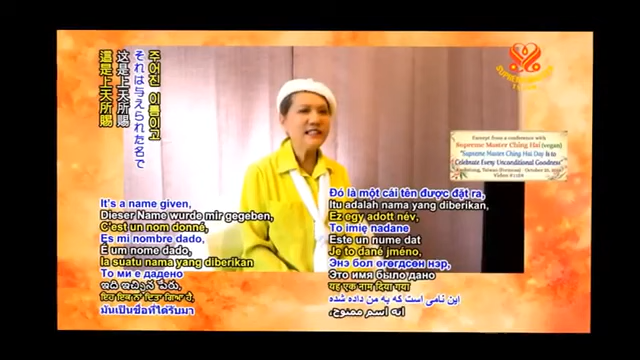 주어진 이름이고
それは与えられた名で
这是上天所赐
這是上天所賜
SUPREME MASTER
TV
Excerpt from a conference with
Supreme Master Ching Hai (vegan)
"Supreme Master Ching Hai Day Is to
Celebrate Every Unconditional Goodness"
Taiwan (Formosa) - October 25,
It's a name given,
Dieser Name wurde mir gegeben,
C'est un nom donné,
Es mi nombre dado,
É um nome dado,
Ia suatu nama yang diberikan
То ми е дадено
ఇది ఇచ్చిన పేరు,
ਇਹ ਇਕ ਨਾਂ ਦਿਤਾ ਗਿਆ ਹੈ,
มันเป็นชื่อที่ได้รับมา
Đó là một cái tên được đặt ra,
Itu adalah nama yang diberikan,
Ez egy adott név,
To imię nadane
Este un nume dat
Je to dané jméno,
Энэ бол өгөгдсөн нэр,
Это имя было дано
यह एक नाम दिया गया
این نامی است که به من داده شده
انه اسم ممنوح،